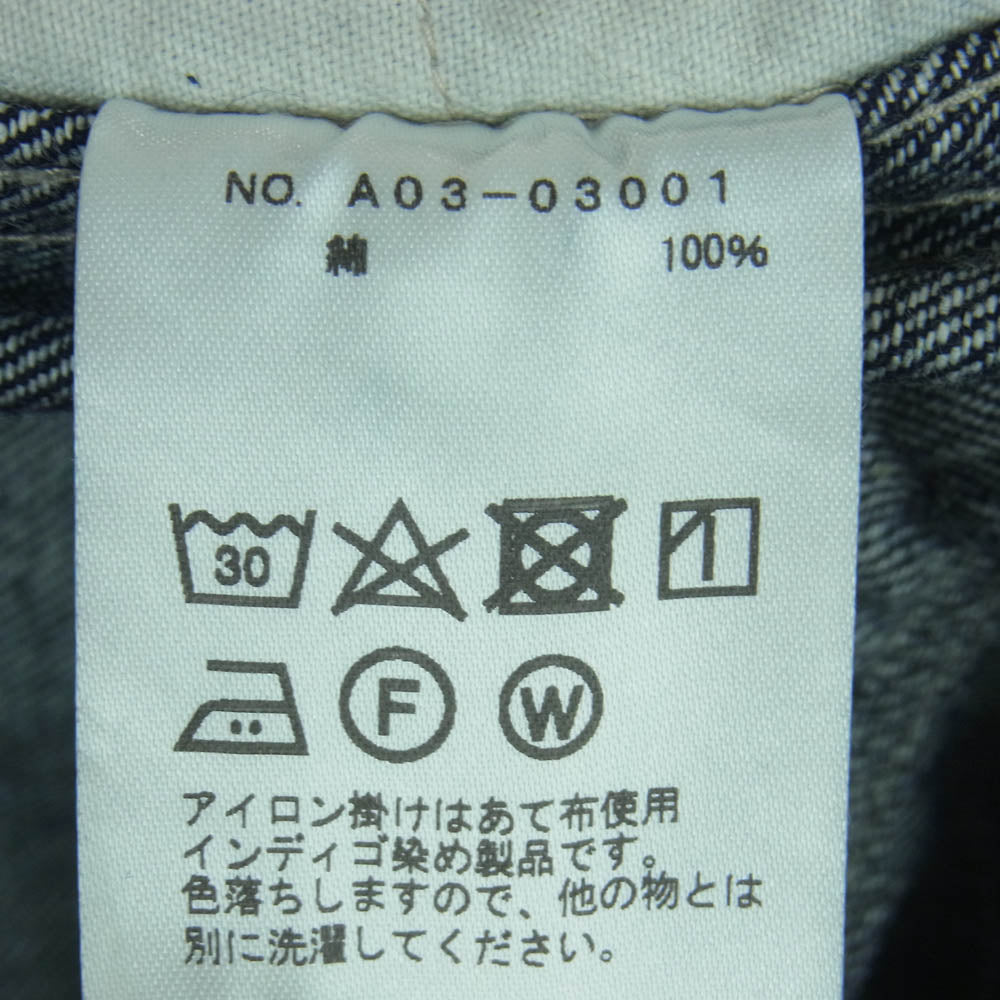 NO. A03-03001
綿 100%
30
F W
アイロン掛けはあて布使用
インディゴ染め製品です。
色落ちしますので、他の物とは
別に洗濯してください。